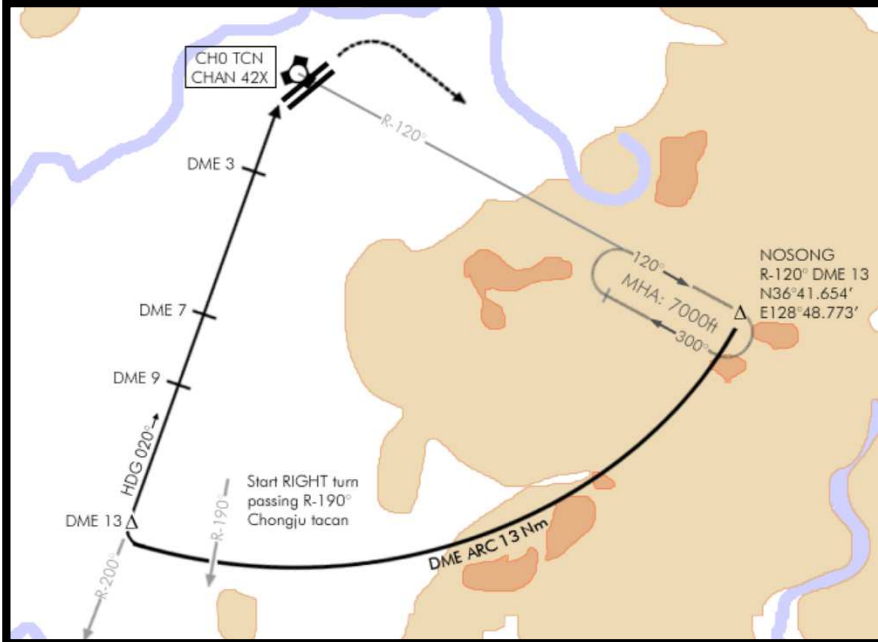 CH0 TCN
CHAN 42X
R-120°
DME 3
NOSONG
R-120° DME 13
N36°41.654'
E128°48.773'
120°
MHA: 7000ft
300°
DME 7
DME 9
HDG 020°
Start RIGHT turn
passing R-190°
Chongju tacan
DME 13
R-190°
DME ARC 13 Nm
R-200°